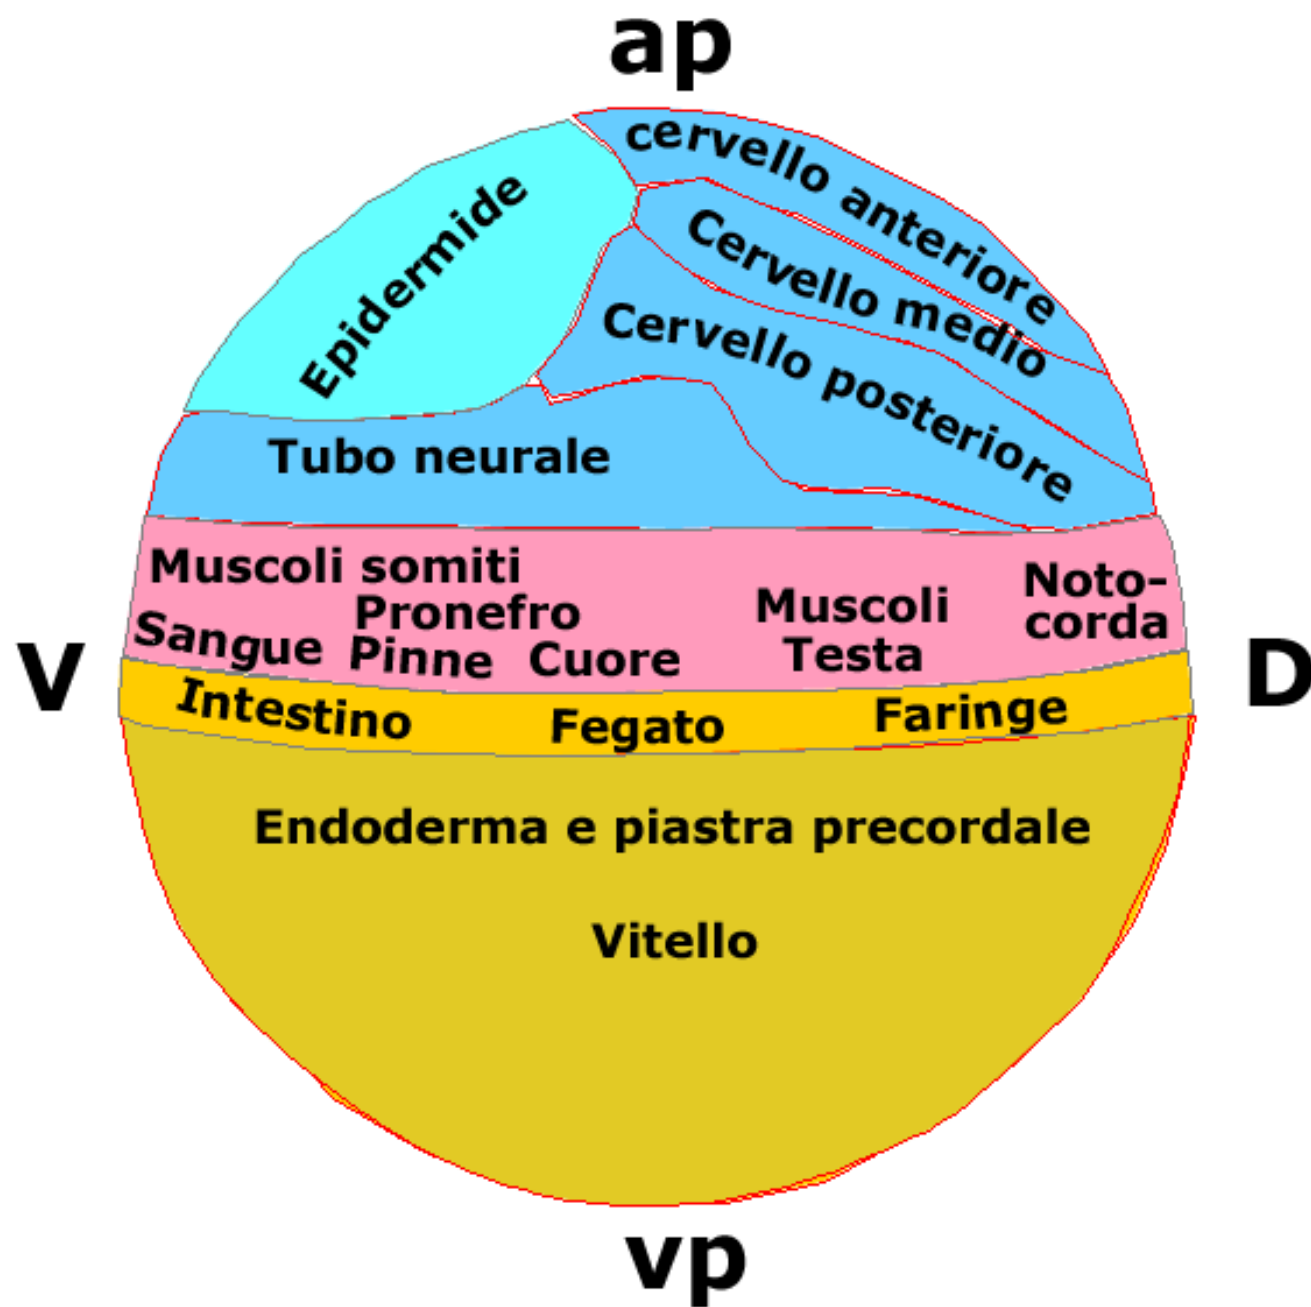 ap
cervello anteriore
Cervello medio
Epidermide
Cervello posteriore
Tubo neurale
Muscoli somiti
Pronefro
Sangue Pinne Cuore
Muscoli
Testa
Noto-
corda
V
D
Intestino Fegato Faringe
Endoderma e piastra precordale
Vitello
vp